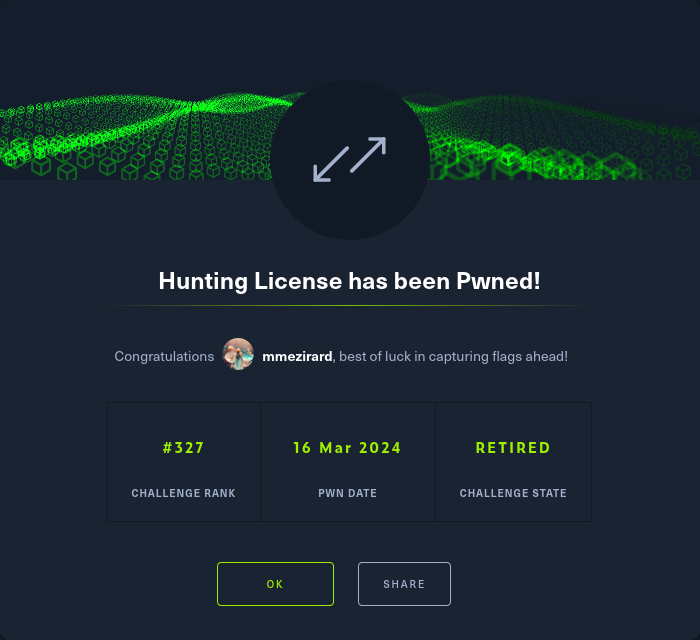 Hunting License has been Pwned!
Congratulations mmezirard, best of luck in capturing flags ahead!
#327 16 Mar 2024 RETIRED
CHALLENGE RANK PWN DATE CHALLENGE STATE
OK SHARE